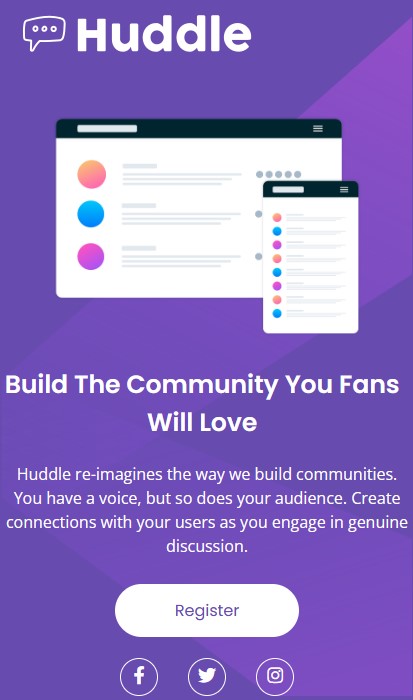 Huddle
Build The Community You Fans
Will Love
Huddle re-imagines the way we build communities.
You have a voice, but so does your audience. Create
connections with your users as you engage in genuine
discussion.
Register